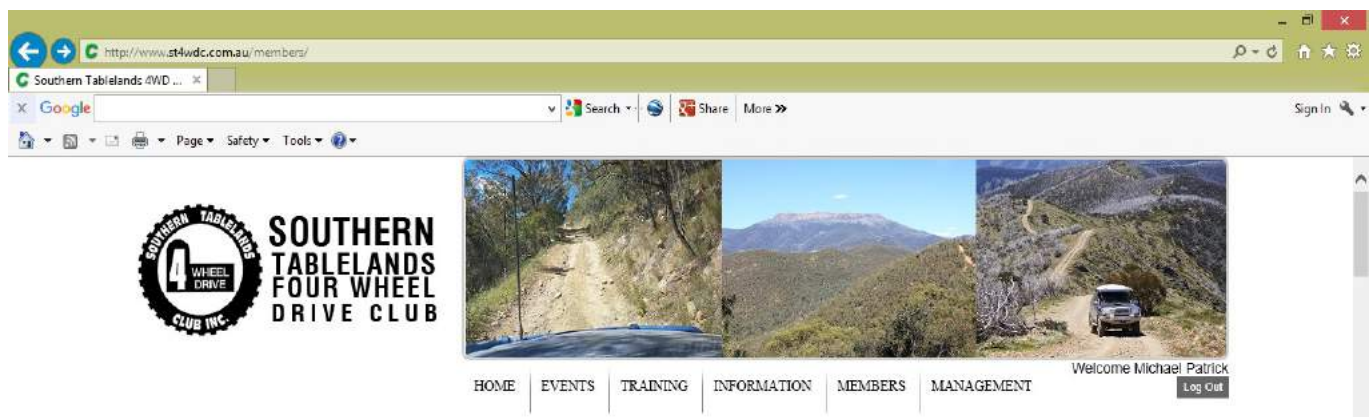 http://www.st4wdc.com.au/members/
Southern Tablelands 4WD ...
x Google Search Share More » Sign In
Page Safety Tools
SOUTHERN TABLELANDS
4 WHEEL DRIVE
CLUB INC.
SOUTHERN
TABLELANDS
FOUR WHEEL
DRIVE CLUB
Welcome Michael Patrick
HOME EVENTS TRAINING INFORMATION MEMBERS MANAGEMENT
Log Out